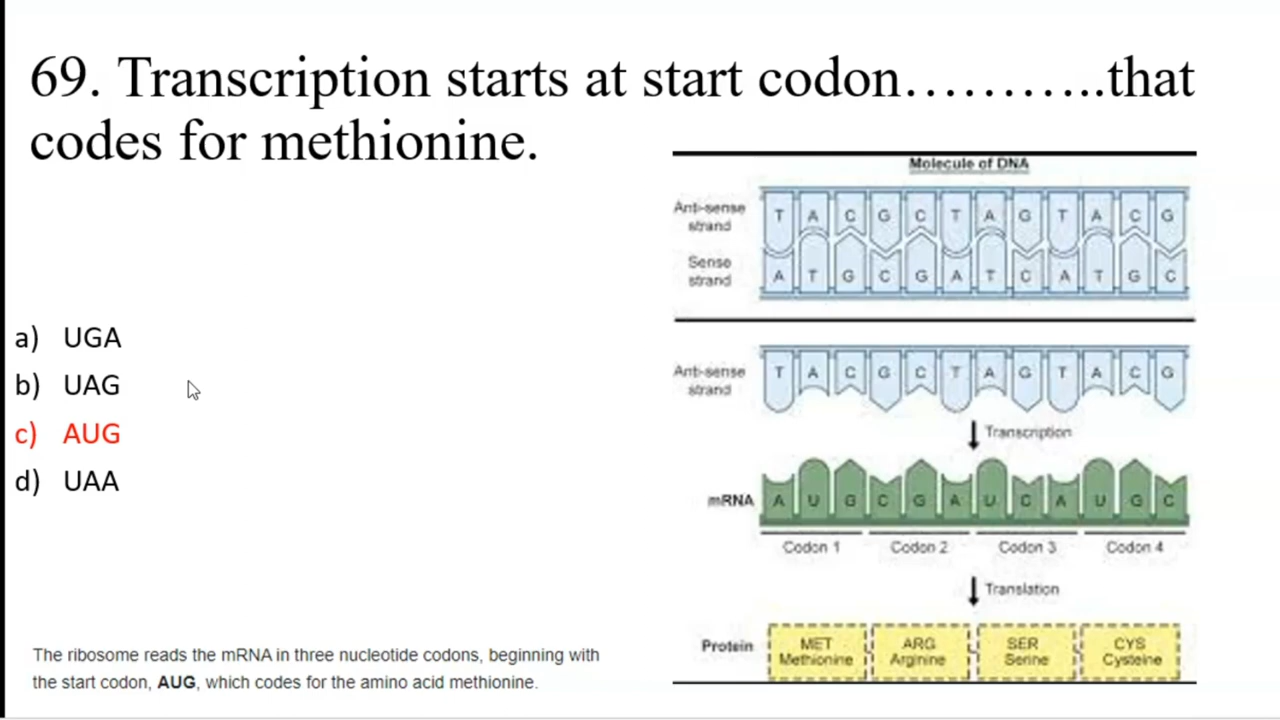 69. Transcription starts at start codon………..that
codes for methionine.
a) UGA
b) UAG
c) AUG
d) UAA
The ribosome reads the mRNA in three nucleotide codons, beginning with
the start codon, AUG, which codes for the amino acid methionine.
Molecule of DNA
Anti-sense
strand
T A C G C T A G T A C G
Sense
strand
A T G C G A T C A T G C
Anti-sense
strand
T A C G C T A G T A C G
Transcription
mRNA
A U G C G A U C A U G C
Codon 1 Codon 2 Codon 3 Codon 4
Translation
Protein
MET ARG SER CYS
Methionine Arginine Serine Cysteine